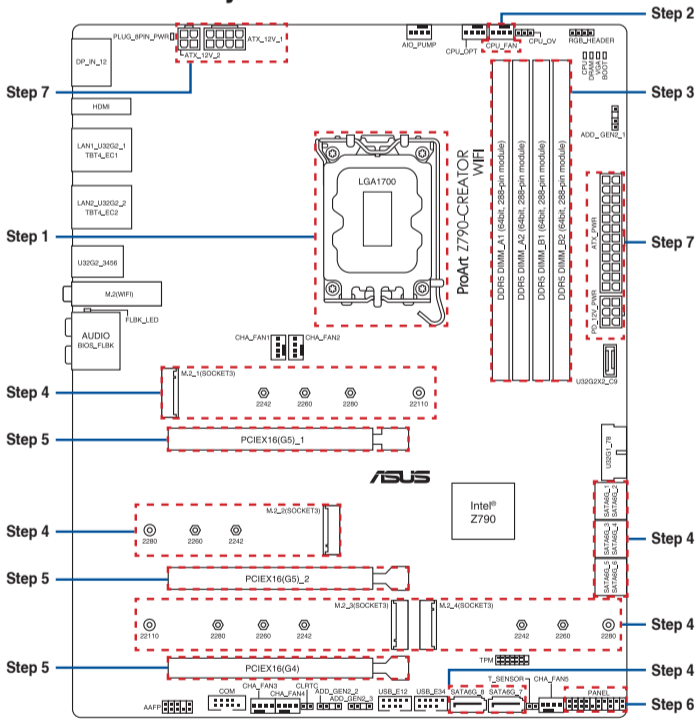 Step 2
PLUG_8PIN_PWR
ATX_12V_1
ATX_12V_2
AIO_PUMP
CPU_OPT
CPU_FAN
CPU_OV
RGB_HEADER
DP_IN_12
CPU
DRAM
VGA
BOOT
Step 7
Step 3
HDMI
ADD_GEN2_1
LAN1_U32G2_1
TBT4_EC1
LGA1700
ProArt Z790-CREATOR
WIFI
DDR5 DIMM_A1 (64bit, 288-pin module)
DDR5 DIMM_A2 (64bit, 288-pin module)
DDR5 DIMM_B1 (64bit, 288-pin module)
DDR5 DIMM_B2 (64bit, 288-pin module)
ATX_PWR
LAN2_U32G2_2
TBT4_EC2
Step 1
Step 7
U32G2_3456
M.2(WIFI)
PD_12V_PWR
FLBK_LED
AUDIO
BIOS_FLBK
CHA_FAN1
CHA_FAN2
U32G2X2_C9
M.2_1(SOCKET3)
Step 4
2242
2260
2280
22110
Step 5
PCIEX16(G5)_1
U32G1_78
ASUS
Intel®
Z790
SATA6G_1
SATA6G_2
M.2_2(SOCKET3)
Step 4
2280
2260
2242
SATA6G_3
SATA6G_4
Step 4
SATA6G_5
SATA6G_6
Step 5
PCIEX16(G5)_2
M.2_3(SOCKET3)
M.2_4(SOCKET3)
22110
2280
2260
2242
2242
2260
2280
Step 4
Step 5
PCIEX16(G4)
TPM
Step 4
AAFP
COM
CHA_FAN3
CHA_FAN4
CLRTC
ADD_GEN2_2
ADD_GEN2_3
USB_E12
USB_E34
SATA6G_8
SATA6G_7
T_SENSOR
CHA_FAN5
PANEL
Step 6